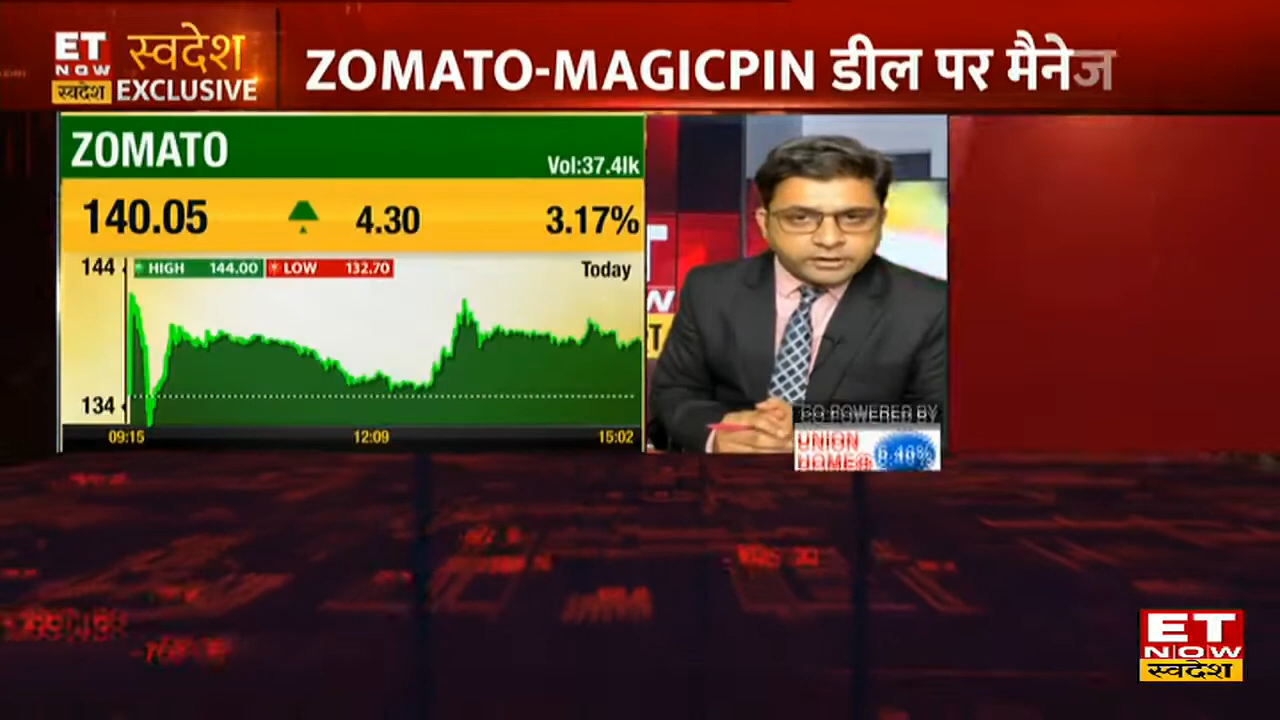 ET
NOW
स्वदेश
स्वदेश
EXCLUSIVE
ZOMATO-MAGICPIN डील पर मैनेज
ZOMATO
Vol:37.4lk
140.05 4.30 3.17%
144
HIGH 144.00 LOW 132.70
Today
134
09:15 12:09 15:02
POWERED BY
UNION
ET
NOW
स्वदेश